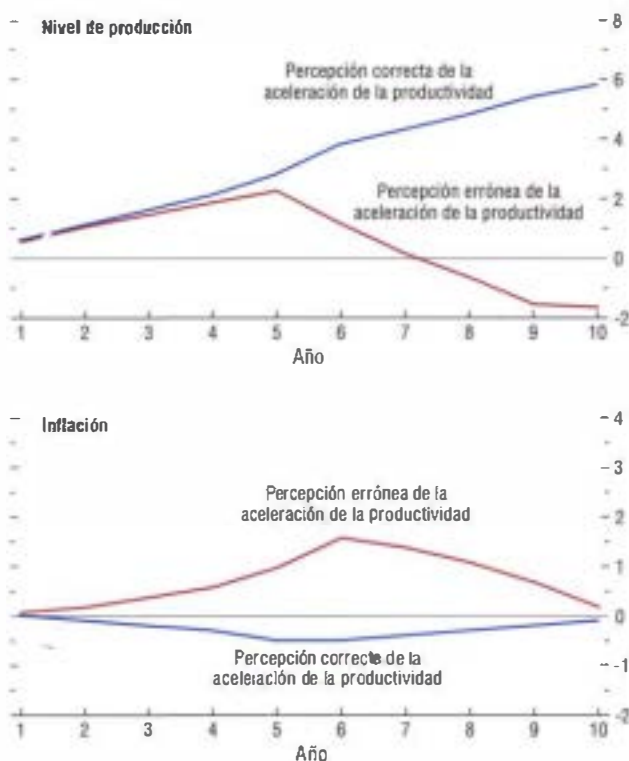 Nivel de producción
8
Percepción correcta de la
aceleración de la productividad
6
4
Percepción errónea de la
aceleración de la productividad
2
0
-2
1 2 3 4 5 6 7 8 9 10
Año
Inflación
4
3
Percepción errónea de la
aceleración de la productividad
2
1
0
Percepción correcta de la
aceleración de la productividad
-1
-2
1 2 3 4 5 6 7 8 9 10
Año